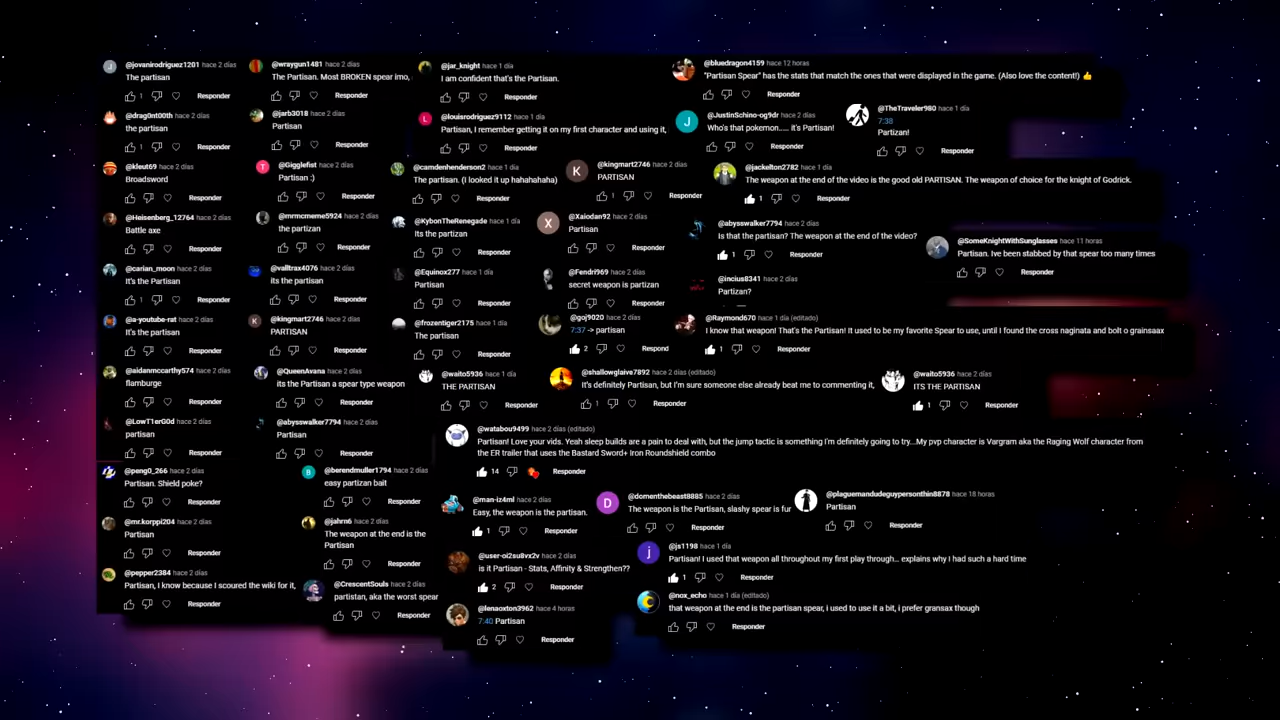 @jovanirodriguez1201 hace 2 días
The partisan
1 Responder
@drag0nt00th hace 2 días
the partisan
1 Responder
@kleut69 hace 2 días
Broadsword
Responder
@Heisenberg_12764 hace 2 días
Battle axe
Responder
@carian_moon hace 2 días
It's the Partisan
1 Responder
@a-youtube-rat hace 2 días
It's the Partisan
Responder
@aidanmccarthy574 hace 2 días
flamburge
Responder
@LowT1erG0d hace 2 días
partisan
Responder
@peng0_266 hace 2 días
Partisan. Shield poke?
Responder
@mr.korppi204 hace 2 días
Partisan
Responder
@pepper2384 hace 2 días
Partisan, I know because I scoured the wiki for it,
Responder
@wraygun1481 hace 2 días
The Partisan. Most BROKEN spear imo,
Responder
@jarb3018 hace 2 días
Partisan
Responder
@Gigglefist hace 2 días
Partisan :)
Responder
@mrmcmeme5924 hace 2 días
the partizan
Responder
@valltrax4076 hace 2 días
its the partisan
Responder
@kingmart2746 hace 2 días
PARTISAN
Responder
@QueenAvana hace 2 días
its the Partisan a spear type weapon
Responder
@abysswalker7794 hace 2 días
Partisan
Responder
@berendmuller1794 hace 2 días
easy partizan bait
Responder
@jahrn6 hace 2 días
The weapon at the end is the
Partisan
Responder
@CrescentSouls hace 2 días
partistan, aka the worst spear
Responder
@jar_knight hace 1 día
I am confident that's the Partisan.
Responder
@louisrodriguez9112 hace 1 día
Partisan, I remember getting it on my first character and using it,
Responder
@camdenhenderson2 hace 1 día
The partisan. (I looked it up hahahahaha)
Responder
@KybonTheRenegade hace 1 día
Its the partizan
Responder
@Equinox277 hace 1 día
Partisan
Responder
@frozentiger2175 hace 1 día
The partisan
Responder
@waito5936 hace 1 día
THE PARTISAN
Responder
@kingmart2746 hace 2 días
PARTISAN
1 Responder
@Xaiodan92 hace 2 días
Partisan
Responder
@Fendri969 hace 2 días
secret weapon is partizan
Responder
@goj9020 hace 2 días
7:37 -> partisan
2 Respond
@shallowglaive7892 hace 2 días (editado)
It's definitely Partisan, but I'm sure someone else already beat me to commenting it,
1 Responder
@waito5936 hace 2 días
ITS THE PARTISAN
1 Responder
@bluedragon4159 hace 12 horas
"Partisan Spear" has the stats that match the ones that were displayed in the game. (Also love the content!) 👍
Responder
@JustinSchino-og9dr hace 2 días
Who's that pokemon..... it's Partisan!
Responder
@TheTraveler980 hace 1 día
7:38
Partizan!
Responder
@jackelton2782 hace 1 día
The weapon at the end of the video is the good old PARTISAN. The weapon of choice for the knight of Godrick.
1 Responder
@abysswalker7794 hace 2 días
Is that the partisan? The weapon at the end of the video?
1 Responder
@SomeKnightWithSunglasses hace 11 horas
Partisan. Ive been stabbed by that spear too many times
Responder
@incius8341 hace 2 días
Partizan?
@Raymond670 hace 1 día (editado)
I know that weapon! That's the Partisan! It used to be my favorite Spear to use, until I found the cross naginata and bolt o grainsaax
1 Responder
@watabou9499 hace 2 días (editado)
Partisan! Love your vids. Yeah sleep builds are a pain to deal with, but the jump tactic is something I'm definitely going to try...My pvp character is Vargram aka the Raging Wolf character from
the ER trailer that uses the Bastard Sword+ Iron Roundshield combo
14 Responder
@man-iz4ml hace 2 días
Easy, the weapon is the partisan.
1 Responder
@domenthebeast8885 hace 2 días
The weapon is the Partisan, slashy spear is fur
Responder
@plaguemandudeguypersonthin8878 hace 18 horas
Partisan
Responder
@user-oi2su8vx2v hace 2 días
is it Partisan - Stats, Affinity & Strengthen??
2 Responder
@js1198 hace 1 día
Partisan! I used that weapon all throughout my first play through... explains why I had such a hard time
1 Responder
@lenaoxton3962 hace 4 horas
7:40 Partisan
Responder
@nox_echo hace 1 día (editado)
that weapon at the end is the partisan spear, i used to use it a bit, i prefer gransax though
Responder